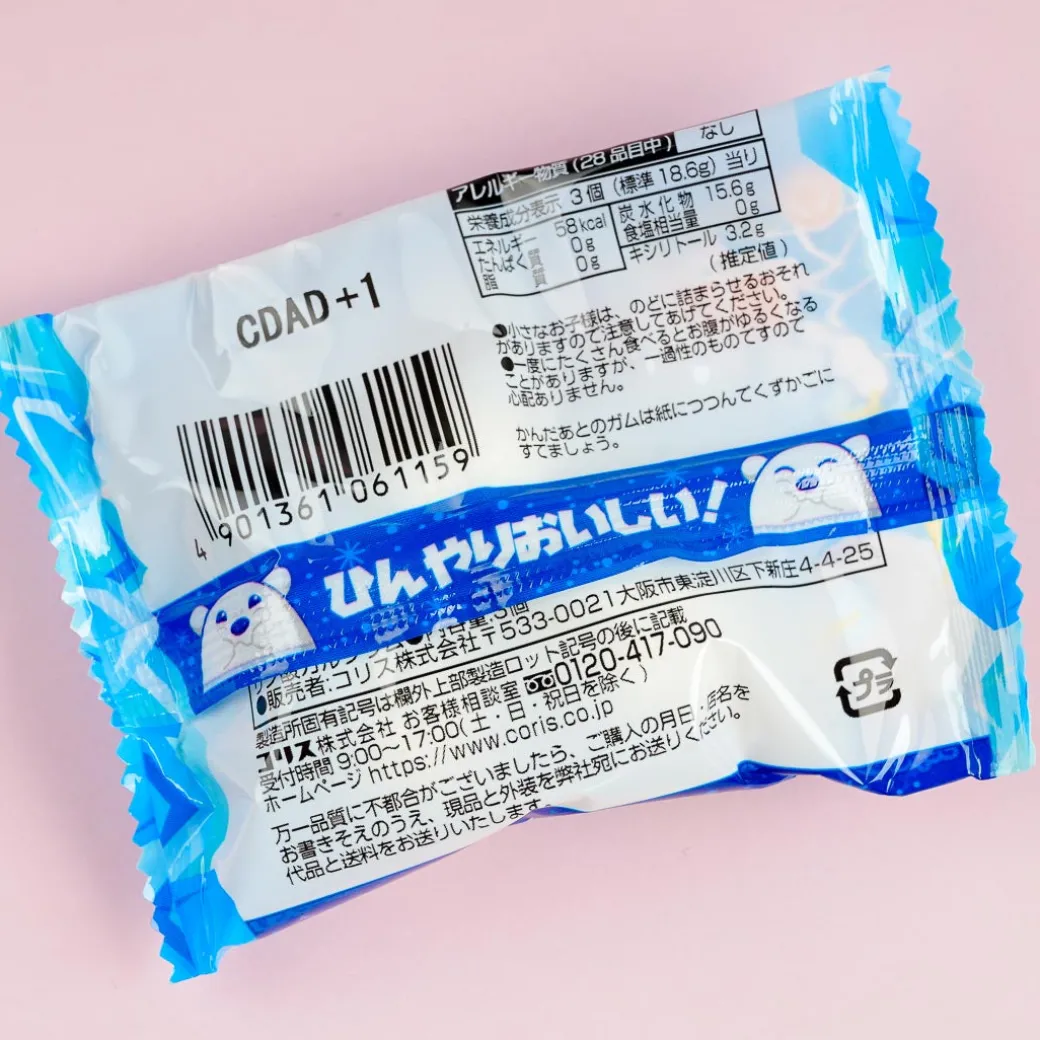 アレルギー物質(28品目中) なし
栄養成分表示 3個(標準18.6g)当り
エネルギー 58kcal 炭水化物 15.6g
たんぱく質 0g 食塩相当量 0g
脂質 0g キシリトール 3.2g
(推定値)
CDAD+1
●小さなお子様は、のどに詰まらせるおそれ
がありますので注意してあげてください。
●一度にたくさん食べるとお腹がゆるくなる
ことがありますが、一過性のものですので
心配ありません。
かんだあとのガムは紙につつんでくずかごに
すてましょう。
4 901361 061159
ひんやりおいしい!
●販売者:コリス株式会社〒533-0021大阪市東淀川区下新庄4-4-25
製造所固有記号は欄外上部製造ロット記号の後に記載
コリス株式会社 お客様相談室 0120-417-090
受付時間 9:00〜17:00(土・日・祝日を除く)
ホームページ https://www.coris.co.jp
万一品質に不都合がございましたら、ご購入の月日・店名を
お書きそえのうえ、現品と外装を弊社宛にお送りください。
代品と送料をお送りいたします。
プラ